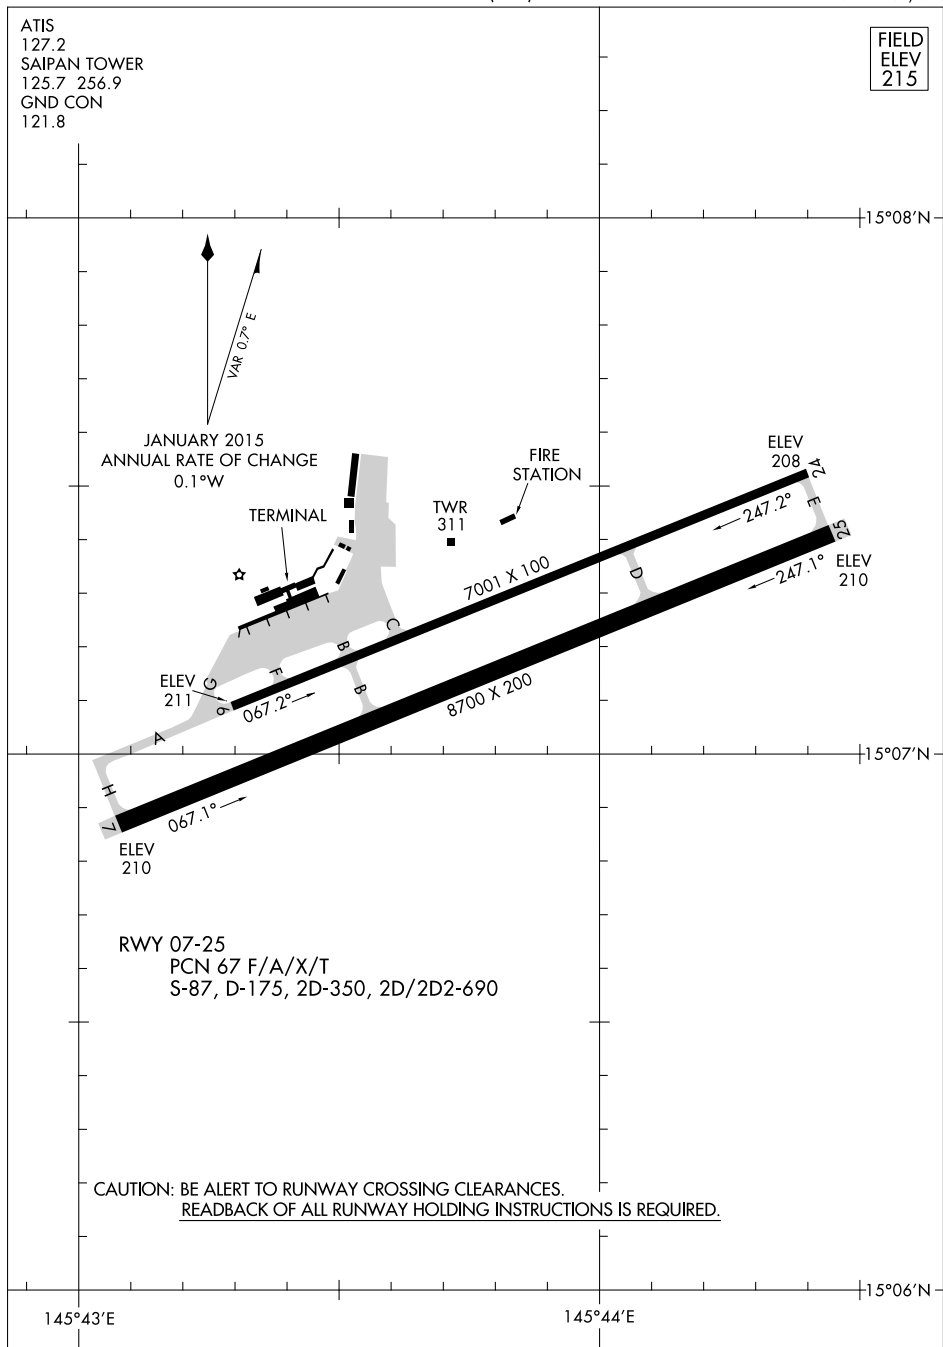 ATIS
127.2
SAIPAN TOWER
125.7 256.9
GND CON
121.8
FIELD
ELEV
215
15°08'N
VAR 0.7° E
JANUARY 2015
ANNUAL RATE OF CHANGE
0.1°W
ELEV
208
24
FIRE
STATION
TWR
311
TERMINAL
E
247.2°
25
ELEV
210
247.1°
7001 X 100
D
C
B
F
G
ELEV
211
6
067.2°
B
8700 X 200
A
15°07'N
H
7
067.1°
ELEV
210
RWY 07-25
PCN 67 F/A/X/T
S-87, D-175, 2D-350, 2D/2D2-690
CAUTION: BE ALERT TO RUNWAY CROSSING CLEARANCES.
READBACK OF ALL RUNWAY HOLDING INSTRUCTIONS IS REQUIRED.
15°06'N
145°43'E
145°44'E